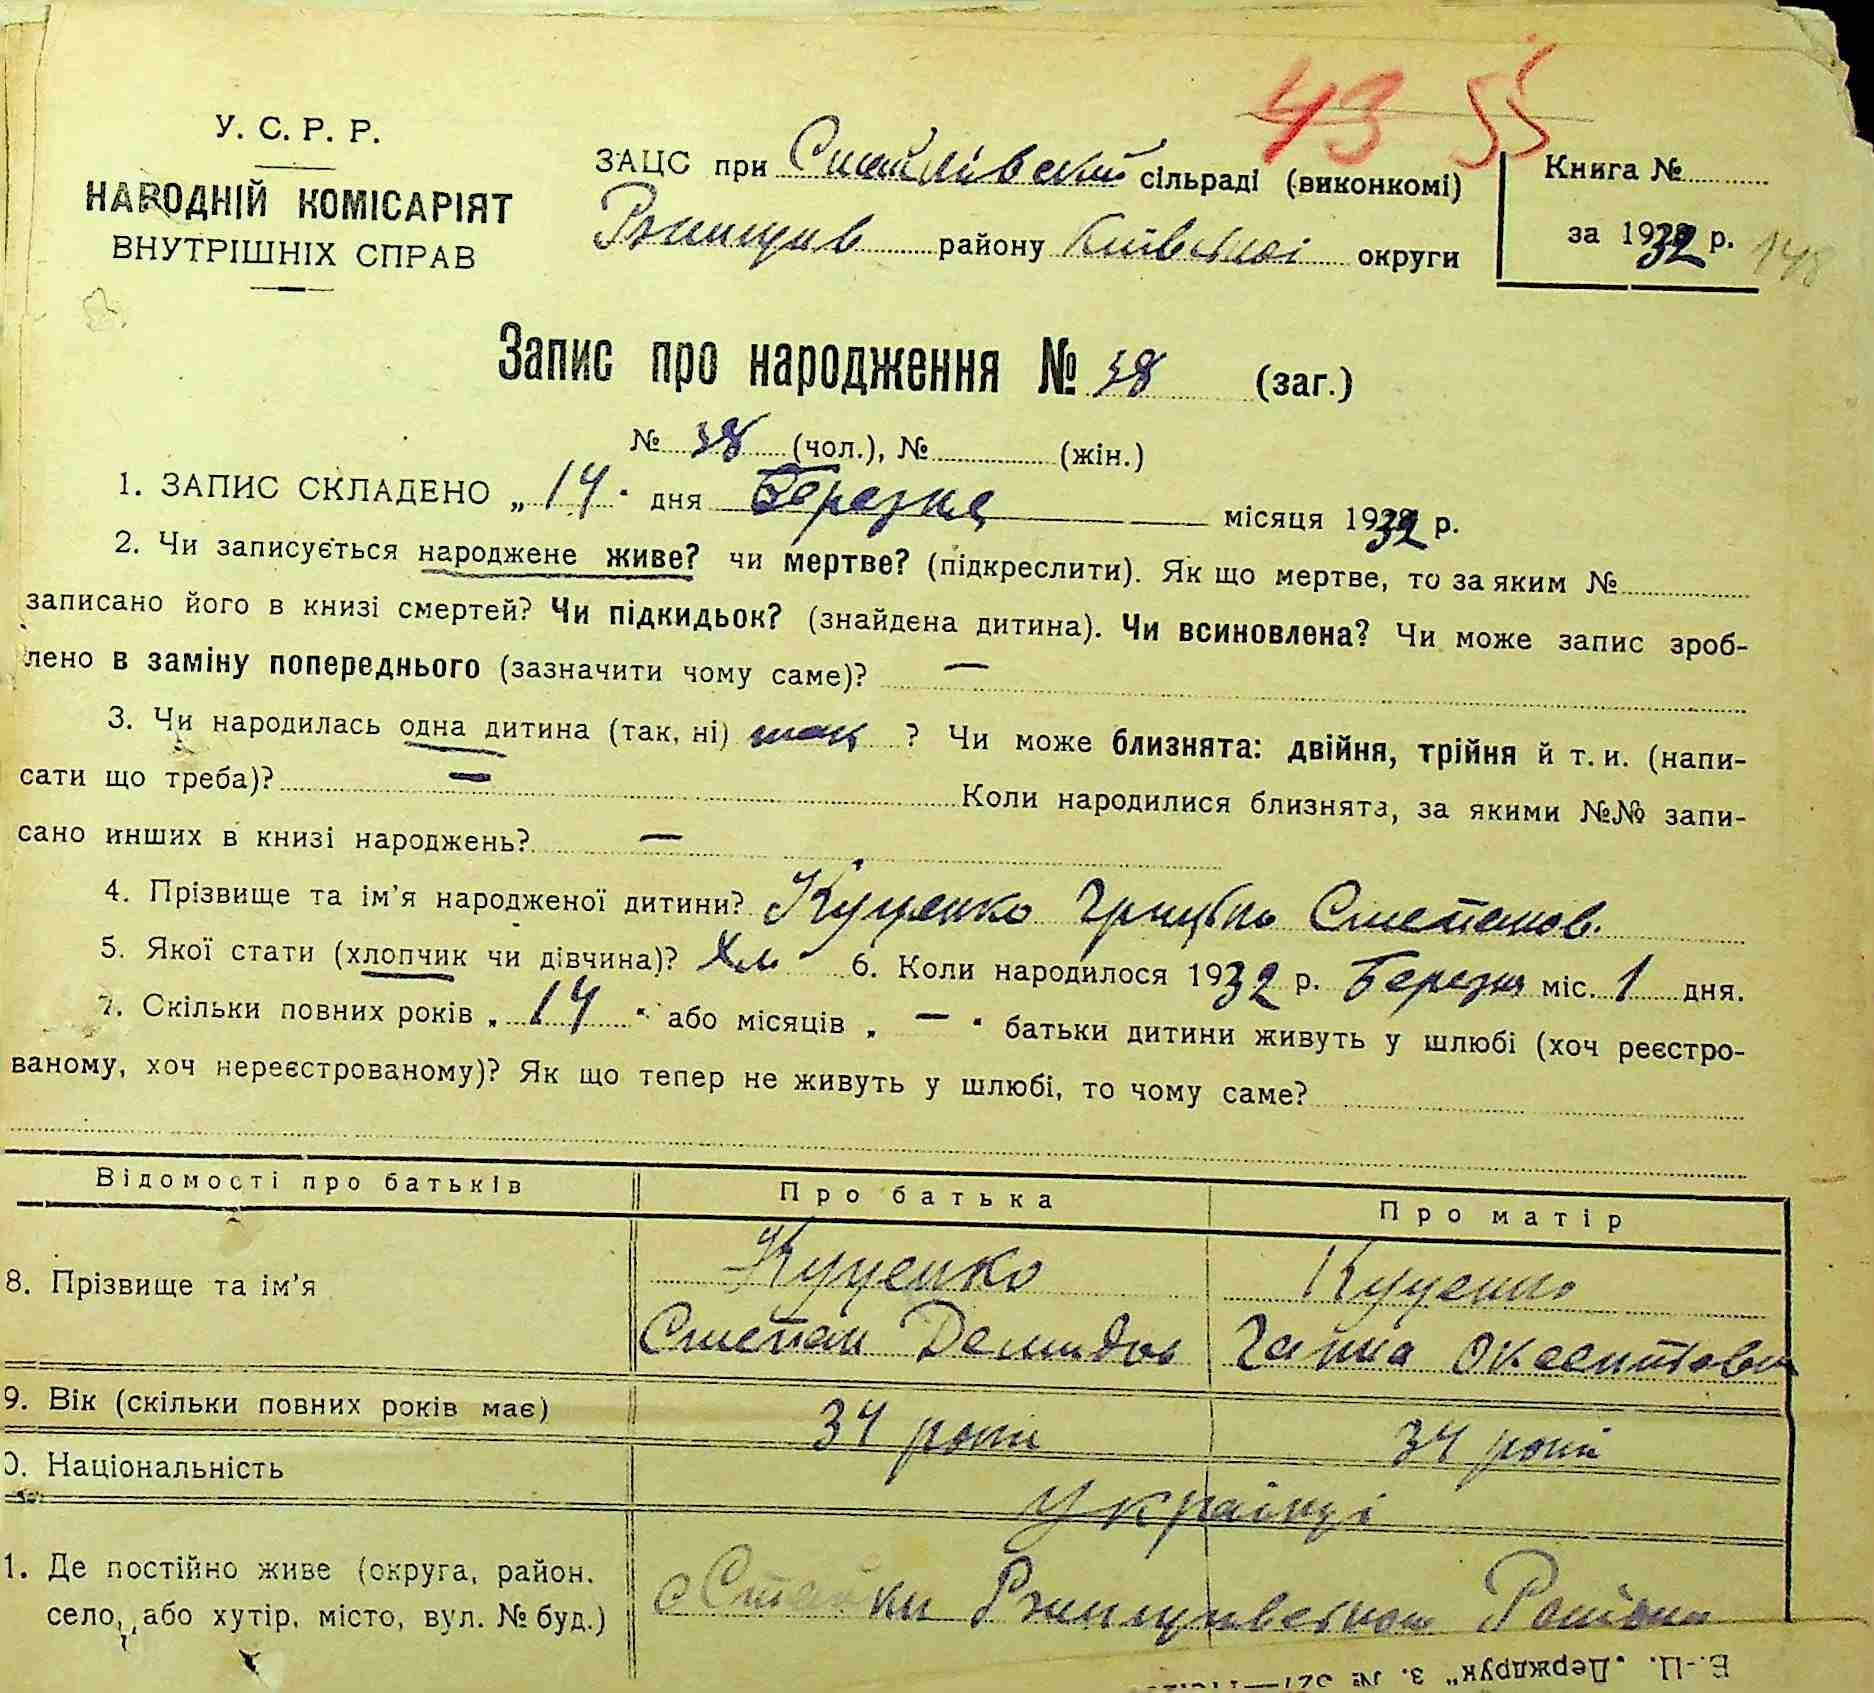 43 55
У. С. Р. Р.
НАРОДНІЙ КОМІСАРІЯТ
ВНУТРІШНІХ СПРАВ
ЗАЦС при Стайківській сільраді (виконкомі)
Ржищів району Київської округи
Книга №
за 1932 р. 148
Запис про народження № 38 (заг.)
№ 38 (чол.), № (жін.)
1. ЗАПИС СКЛАДЕНО „ 14 " дня Березня місяця 1932 р.
2. Чи записується народжене живе? чи мертве? (підкреслити). Як що мертве, то за яким №
записано його в книзі смертей? Чи підкидьок? (знайдена дитина). Чи всиновлена? Чи може запис зроб-
лено в заміну попереднього (зазначити чому саме)? —
3. Чи народилась одна дитина (так, ні) так ? Чи може близнята: двійня, трійня й т. и. (напи-
сати що треба)? — Коли народилися близнята, за якими №№ запи-
сано инших в книзі народжень? —
4. Прізвище та ім'я народженої дитини? Куценко Грицько Степанов.
5. Якої стати (хлопчик чи дівчина)? Хл 6. Коли народилося 1932 р. Березня міс. 1 дня.
7. Скільки повних років „ 14 " або місяців „ — " батьки дитини живуть у шлюбі (хоч реєстро-
ваному, хоч нереєстрованому)? Як що тепер не живуть у шлюбі, то чому саме?
Відомості про батьків Про батька Про матір
8. Прізвище та ім'я Куценко Куценко
Степан Демидов Ганна
9. Вік (скільки повних років має) 34 роки 34 роки
0. Національність Українці
1. Де постійно живе (округа, район,
село, або хутір, місто, вул. № буд.) с Стайки Ржищівського Району
Е.-Ц. „Держдрук" З. №